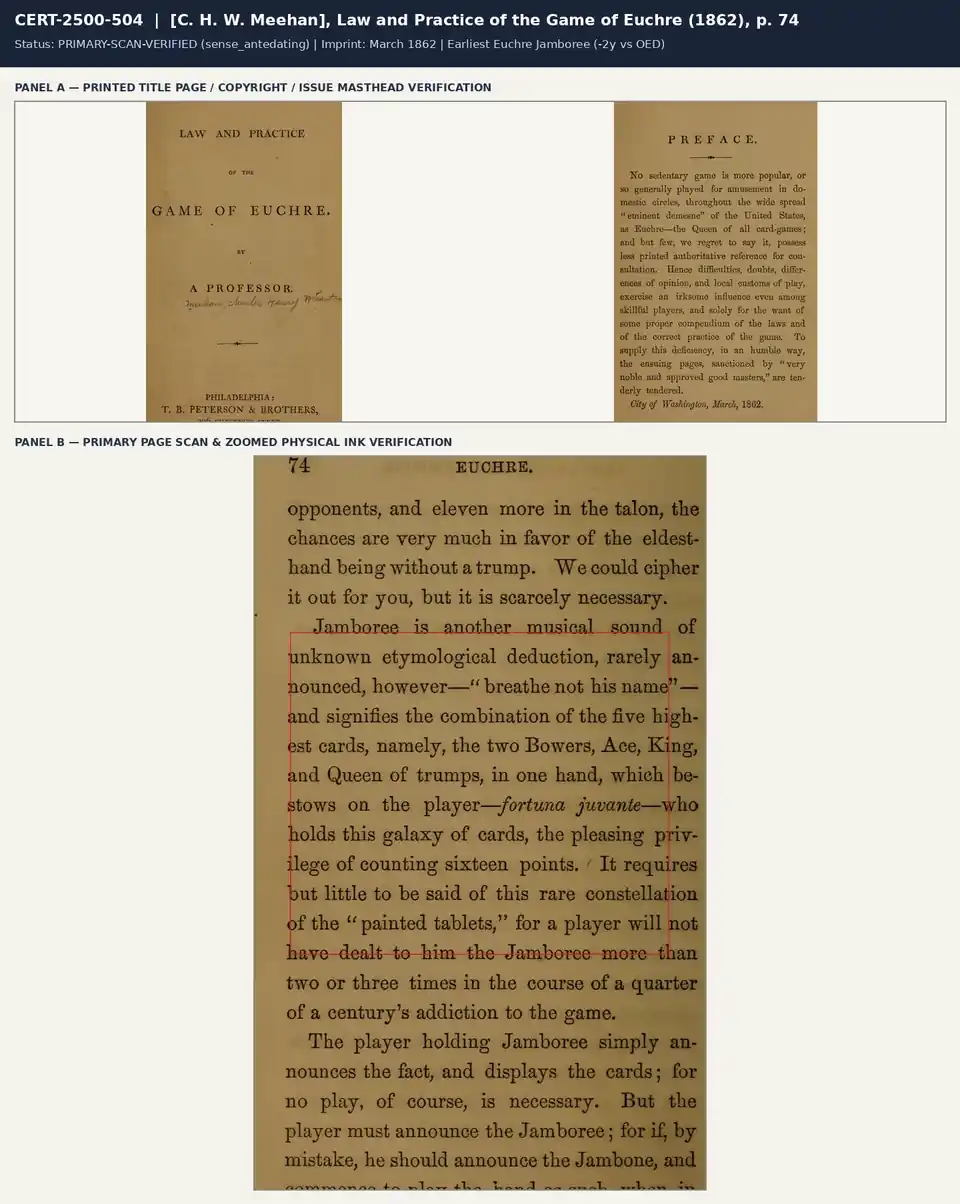 CERT-2500-504 | [C. H. W. Meehan], Law and Practice of the Game of Euchre (1862), p. 74
Status: PRIMARY-SCAN-VERIFIED (sense_antedating) | Imprint: March 1862 | Earliest Euchre Jamboree (-2y vs OED)
PANEL A — PRINTED TITLE PAGE / COPYRIGHT / ISSUE MASTHEAD VERIFICATION
LAW AND PRACTICE
OF THE
GAME OF EUCHRE.
BY
A PROFESSOR.
PHILADELPHIA:
T. B. PETERSON & BROTHERS,
PREFACE.
No sedentary game is more popular, or
so generally played for amusement in do-
mestic circles, throughout the wide spread
"eminent demesne" of the United States,
as Euchre—the Queen of all card-games;
and but few, we regret to say it, possess
less printed authoritative reference for con-
sultation. Hence difficulties, doubts, differ-
ences of opinion, and local customs of play,
exercise an irksome influence even among
skillful players, and solely for the want of
some proper compendium of the laws and
of the correct practice of the game. To
supply this deficiency, in an humble way,
the ensuing pages, sanctioned by "very
noble and approved good masters," are ten-
derly tendered.
City of Washington, March, 1862.
PANEL B — PRIMARY PAGE SCAN & ZOOMED PHYSICAL INK VERIFICATION
74 EUCHRE.
opponents, and eleven more in the talon, the
chances are very much in favor of the eldest-
hand being without a trump. We could cipher
it out for you, but it is scarcely necessary.
Jamboree is another musical sound of
unknown etymological deduction, rarely an-
nounced, however—"breathe not his name"—
and signifies the combination of the five high-
est cards, namely, the two Bowers, Ace, King,
and Queen of trumps, in one hand, which be-
stows on the player—fortuna juvante—who
holds this galaxy of cards, the pleasing priv-
ilege of counting sixteen points. It requires
but little to be said of this rare constellation
of the "painted tablets," for a player will not
have dealt to him the Jamboree more than
two or three times in the course of a quarter
of a century's addiction to the game.
The player holding Jamboree simply an-
nounces the fact, and displays the cards; for
no play, of course, is necessary. But the
player must announce the Jamboree; for if, by
mistake, he should announce the Jambone, and
commence to play the hand as such, when in